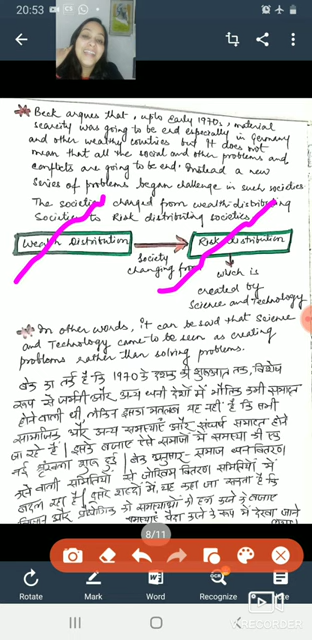 20:53
Beck argues that, upto early 1970s, material
scarcity was going to be end especially in Germany
and other wealthy countries but it does not
mean that all the social and other problems and
conflicts are going to be end. Instead a new
series of problems began challenge in such societies
The societies changed from wealth-distributing
societies to Risk distributing societies
Wealth Distribution
Risk distribution
Society
changing from
which is
created by
Science and Technology
In other words, it can be said that Science
and Technology came to be seen as creating
problems rather than solving problems.
बेक का तर्क है कि 1970 के दशक की शुरुआत तक, विशेष
रूप से जर्मनी और अन्य धनी देशों में भौतिक कमी समाप्त
होने वाली थी, लेकिन इसका मतलब यह नहीं है कि सभी
सामाजिक और अन्य समस्याएं और संघर्ष समाप्त होने
जा रहे हैं। इसके बजाए ऐसे समाजों में समस्या की एक
नई श्रृंखला शुरू हुई। बेक अनुसार- समाज धन वितरण
करने वाली समितियों से जोखिम वितरण समितियों में
बदल रहा है। दूसरे शब्दों में, यह कहा जा सकता है कि
विज्ञान और प्रौद्योगिकी को समस्याओं को हल करने के बजाए
समस्याएं पैदा करने के रूप में देखा जाने
8/11
Rotate
Markup
Word
OCR
Recognize
VRECORDER